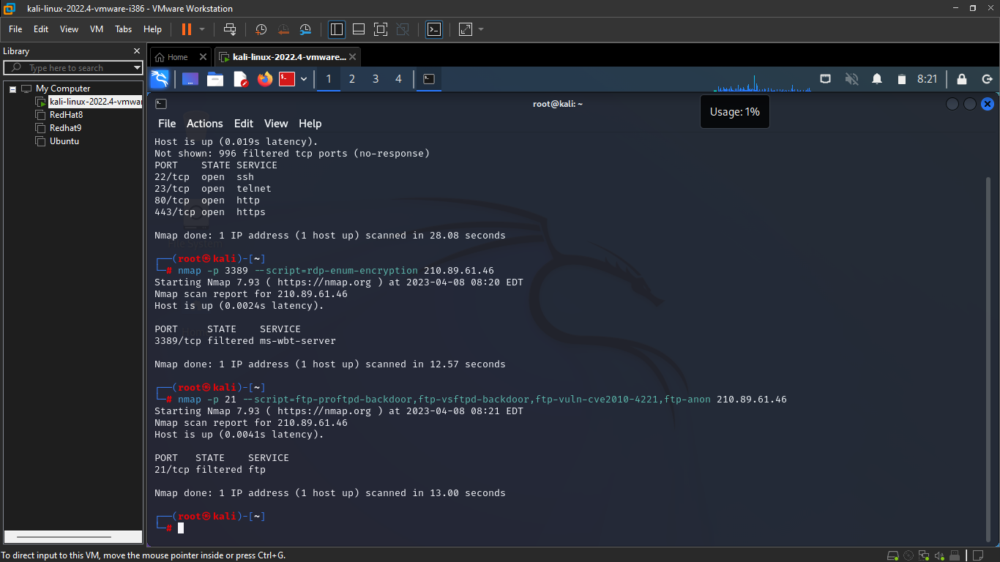 kali-linux-2022.4-vmware-i386 - VMware Workstation
File Edit View VM Tabs Help
Library
Type here to search
My Computer
kali-linux-2022.4-vmwar
RedHat8
Redhat9
Ubuntu
Home
kali-linux-2022.4-vmware...
1 2 3 4
8:21
root@kali: ~
Usage: 1%
File Actions Edit View Help
Host is up (0.019s latency).
Not shown: 996 filtered tcp ports (no-response)
PORT    STATE SERVICE
22/tcp  open  ssh
23/tcp  open  telnet
80/tcp  open  http
443/tcp open  https
Nmap done: 1 IP address (1 host up) scanned in 28.08 seconds
┌──(root㉿kali)-[~]
└─# nmap -p 3389 --script=rdp-enum-encryption 210.89.61.46
Starting Nmap 7.93 ( https://nmap.org ) at 2023-04-08 08:20 EDT
Nmap scan report for 210.89.61.46
Host is up (0.0024s latency).
PORT     STATE    SERVICE
3389/tcp filtered ms-wbt-server
Nmap done: 1 IP address (1 host up) scanned in 12.57 seconds
┌──(root㉿kali)-[~]
└─# nmap -p 21 --script=ftp-proftpd-backdoor,ftp-vsftpd-backdoor,ftp-vuln-cve2010-4221,ftp-anon 210.89.61.46
Starting Nmap 7.93 ( https://nmap.org ) at 2023-04-08 08:21 EDT
Nmap scan report for 210.89.61.46
Host is up (0.0041s latency).
PORT   STATE    SERVICE
21/tcp filtered ftp
Nmap done: 1 IP address (1 host up) scanned in 13.00 seconds
┌──(root㉿kali)-[~]
└─#
To direct input to this VM, move the mouse pointer inside or press Ctrl+G.